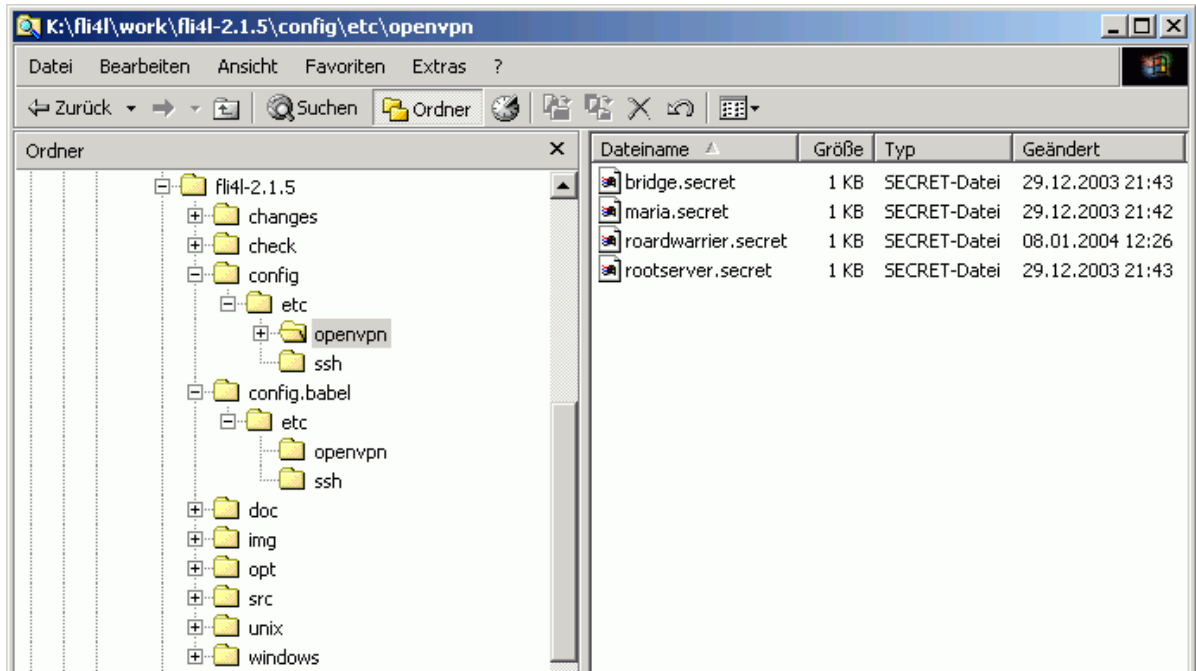 K:\fli4l\work\fli4l-2.1.5\config\etc\openvpn
Datei Bearbeiten Ansicht Favoriten Extras ?
Zurück Suchen Ordner
Ordner
fli4l-2.1.5
changes
check
config
etc
openvpn
ssh
config.babel
etc
openvpn
ssh
doc
img
opt
src
unix
windows
Dateiname Größe Typ Geändert
bridge.secret 1 KB SECRET-Datei 29.12.2003 21:43
maria.secret 1 KB SECRET-Datei 29.12.2003 21:42
roardwarrier.secret 1 KB SECRET-Datei 08.01.2004 12:26
rootserver.secret 1 KB SECRET-Datei 29.12.2003 21:43